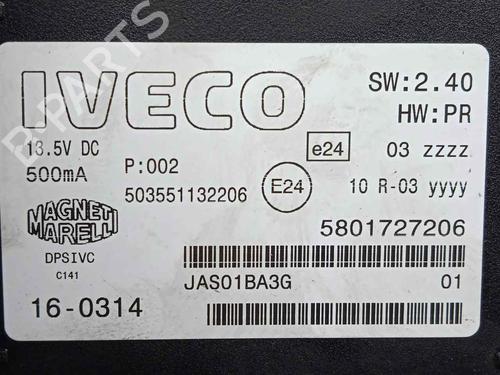 IVECO
SW:2.40
HW:PR
13.5V DC
500mA
P:002
503551132206
e24
03 zzzz
E24
10 R-03 yyyy
MAGNETI
MARELLI
DPSIVC
C141
5801727206
JAS01BA3G
01
16-0314